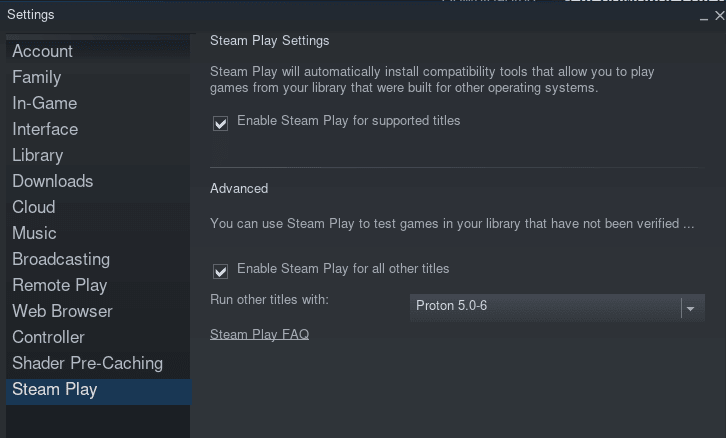 Settings
Account
Family
In-Game
Interface
Library
Downloads
Cloud
Music
Broadcasting
Remote Play
Web Browser
Controller
Shader Pre-Caching
Steam Play
Steam Play Settings
Steam Play will automatically install compatibility tools that allow you to play
games from your library that were built for other operating systems.
Enable Steam Play for supported titles
Advanced
You can use Steam Play to test games in your library that have not been verified ...
Enable Steam Play for all other titles
Run other titles with:
Proton 5.0-6
Steam Play FAQ